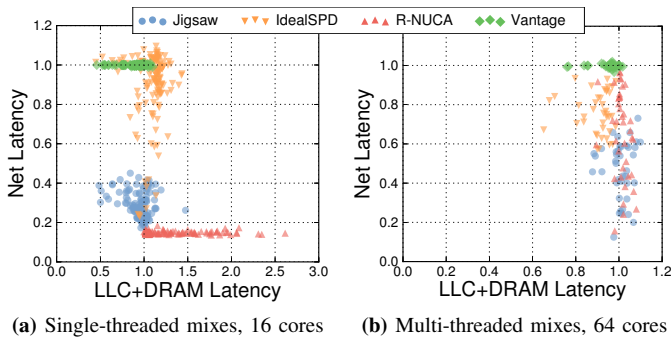 Jigsaw IdealSPD R-NUCA Vantage
1.2
1.0
0.8
0.6
0.4
0.2
0.0
Net Latency
0.0 0.5 1.0 1.5 2.0 2.5 3.0
LLC+DRAM Latency
(a) Single-threaded mixes, 16 cores
1.2
1.0
0.8
0.6
0.4
0.2
0.0
Net Latency
0.0 0.2 0.4 0.6 0.8 1.0 1.2
LLC+DRAM Latency
(b) Multi-threaded mixes, 64 cores